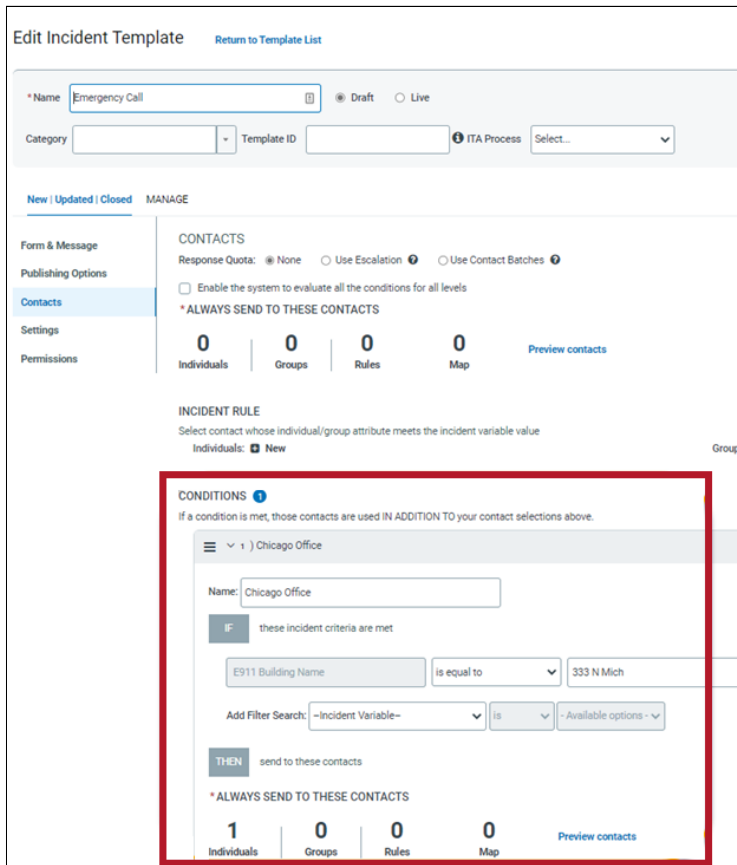 Edit Incident Template Return to Template List
*Name Emergency Call Draft Live
Category Template ID ITA Process Select...
New | Updated | Closed MANAGE
Form & Message
Publishing Options
Contacts
Settings
Permissions
CONTACTS
Response Quota: None Use Escalation ? Use Contact Batches ?
Enable the system to evaluate all the conditions for all levels
*ALWAYS SEND TO THESE CONTACTS
0 0 0 0 Preview contacts
Individuals Groups Rules Map
INCIDENT RULE
Select contact whose individual/group attribute meets the incident variable value
Individuals: New Group
CONDITIONS 1
If a condition is met, those contacts are used IN ADDITION TO your contact selections above.
1 ) Chicago Office
Name: Chicago Office
IF these incident criteria are met
E911 Building Name is equal to 333 N Mich
Add Filter Search: --Incident Variable-- is - Available options -
THEN send to these contacts
*ALWAYS SEND TO THESE CONTACTS
1 0 0 0 Preview contacts
Individuals Groups Rules Map